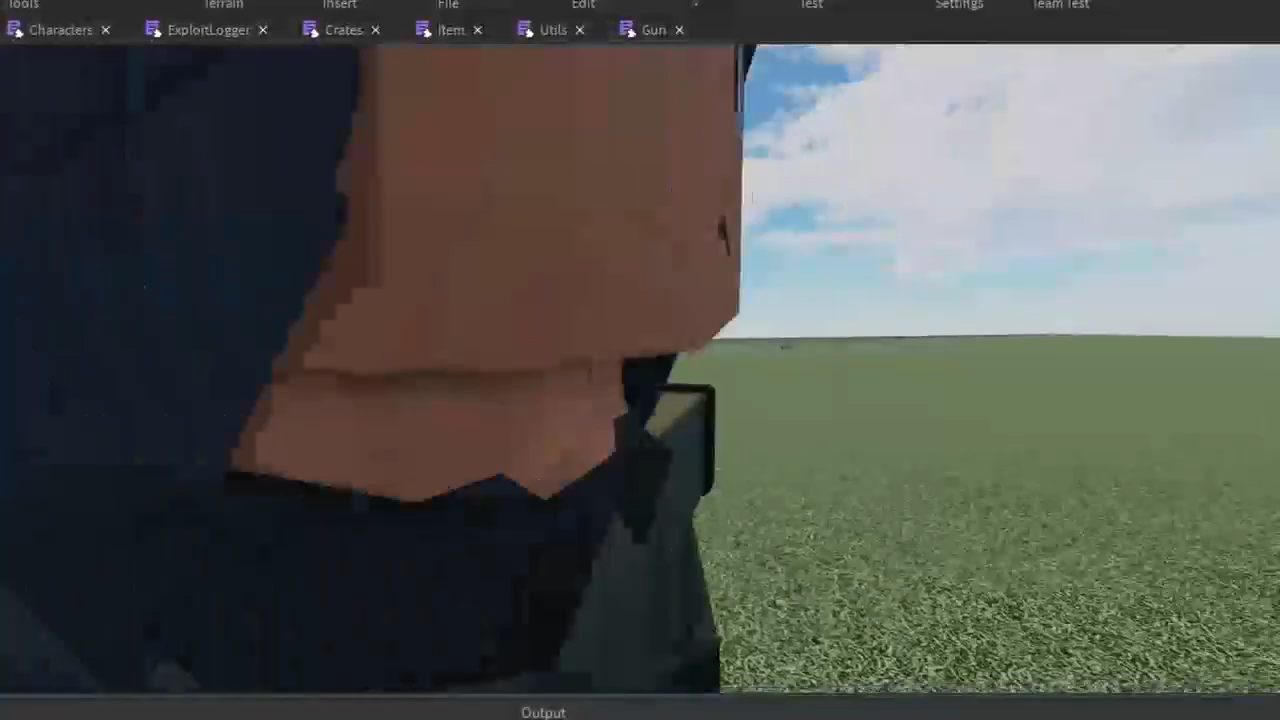 Tools Terrain Insert File Edit Test Settings Team Test
Characters ExploitLogger Crates Item Utils Gun
Output